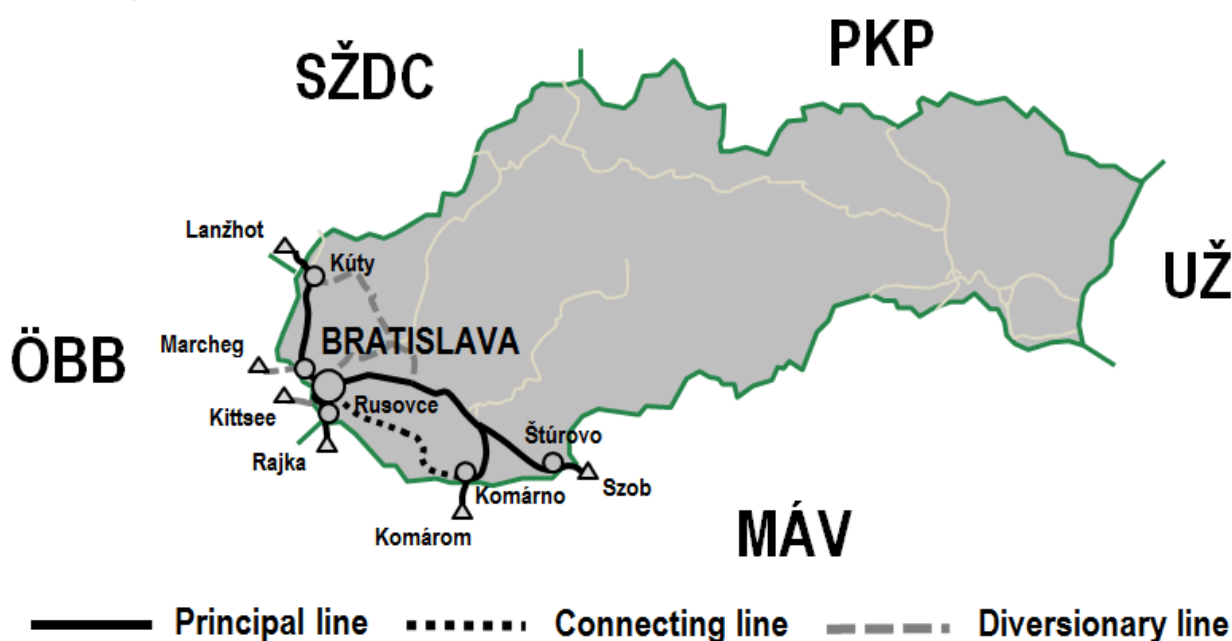 PKP
SŽDC
Lanžhot
Kúty
UŽ
BRATISLAVA
Marcheg
ÖBB
Rusovce
Kittsee
Štúrovo
Rajka
Szob
Komárno
MÁV
Komárom
Principal line
Connecting line
Diversionary line